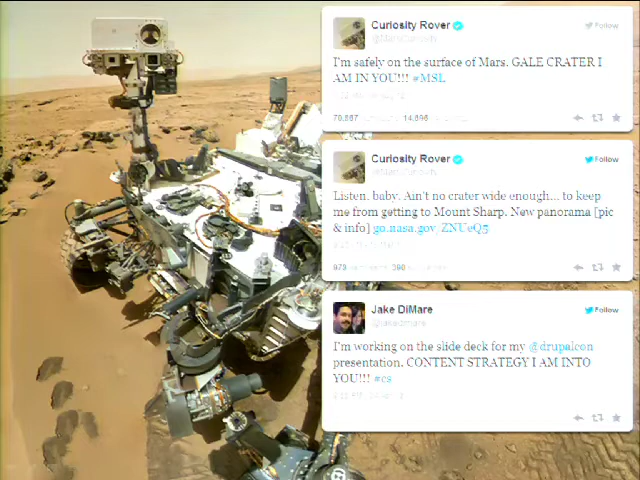 Curiosity Rover
Follow
I'm safely on the surface of Mars. GALE CRATER I
AM IN YOU!!! #MSL
Curiosity Rover
Follow
Listen, baby. Ain't no crater wide enough... to keep
me from getting to Mount Sharp. New panorama [pic
& info] go.nasa.gov/ZNUeQ5
Jake DiMare
Follow
@jakedimare
I'm working on the slide deck for my @drupalcon
presentation. CONTENT STRATEGY I AM INTO
YOU!!! #cs